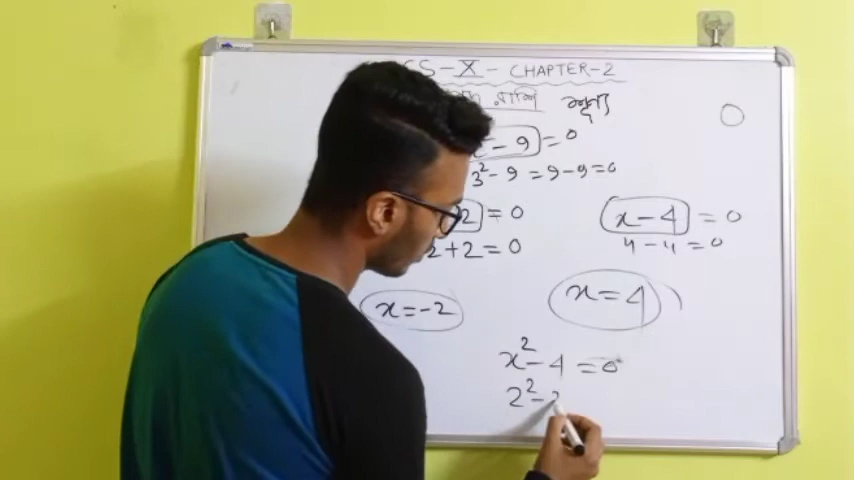 CS-X- CHAPTER-2
রাশি শূন্য
- 9 = 0
3²- 9 = 9 - 9 = 0
2 = 0 x - 4 = 0
2 + 2 = 0 4 - 4 = 0
x = -2 x = 4
x² - 4 = 0
2² -